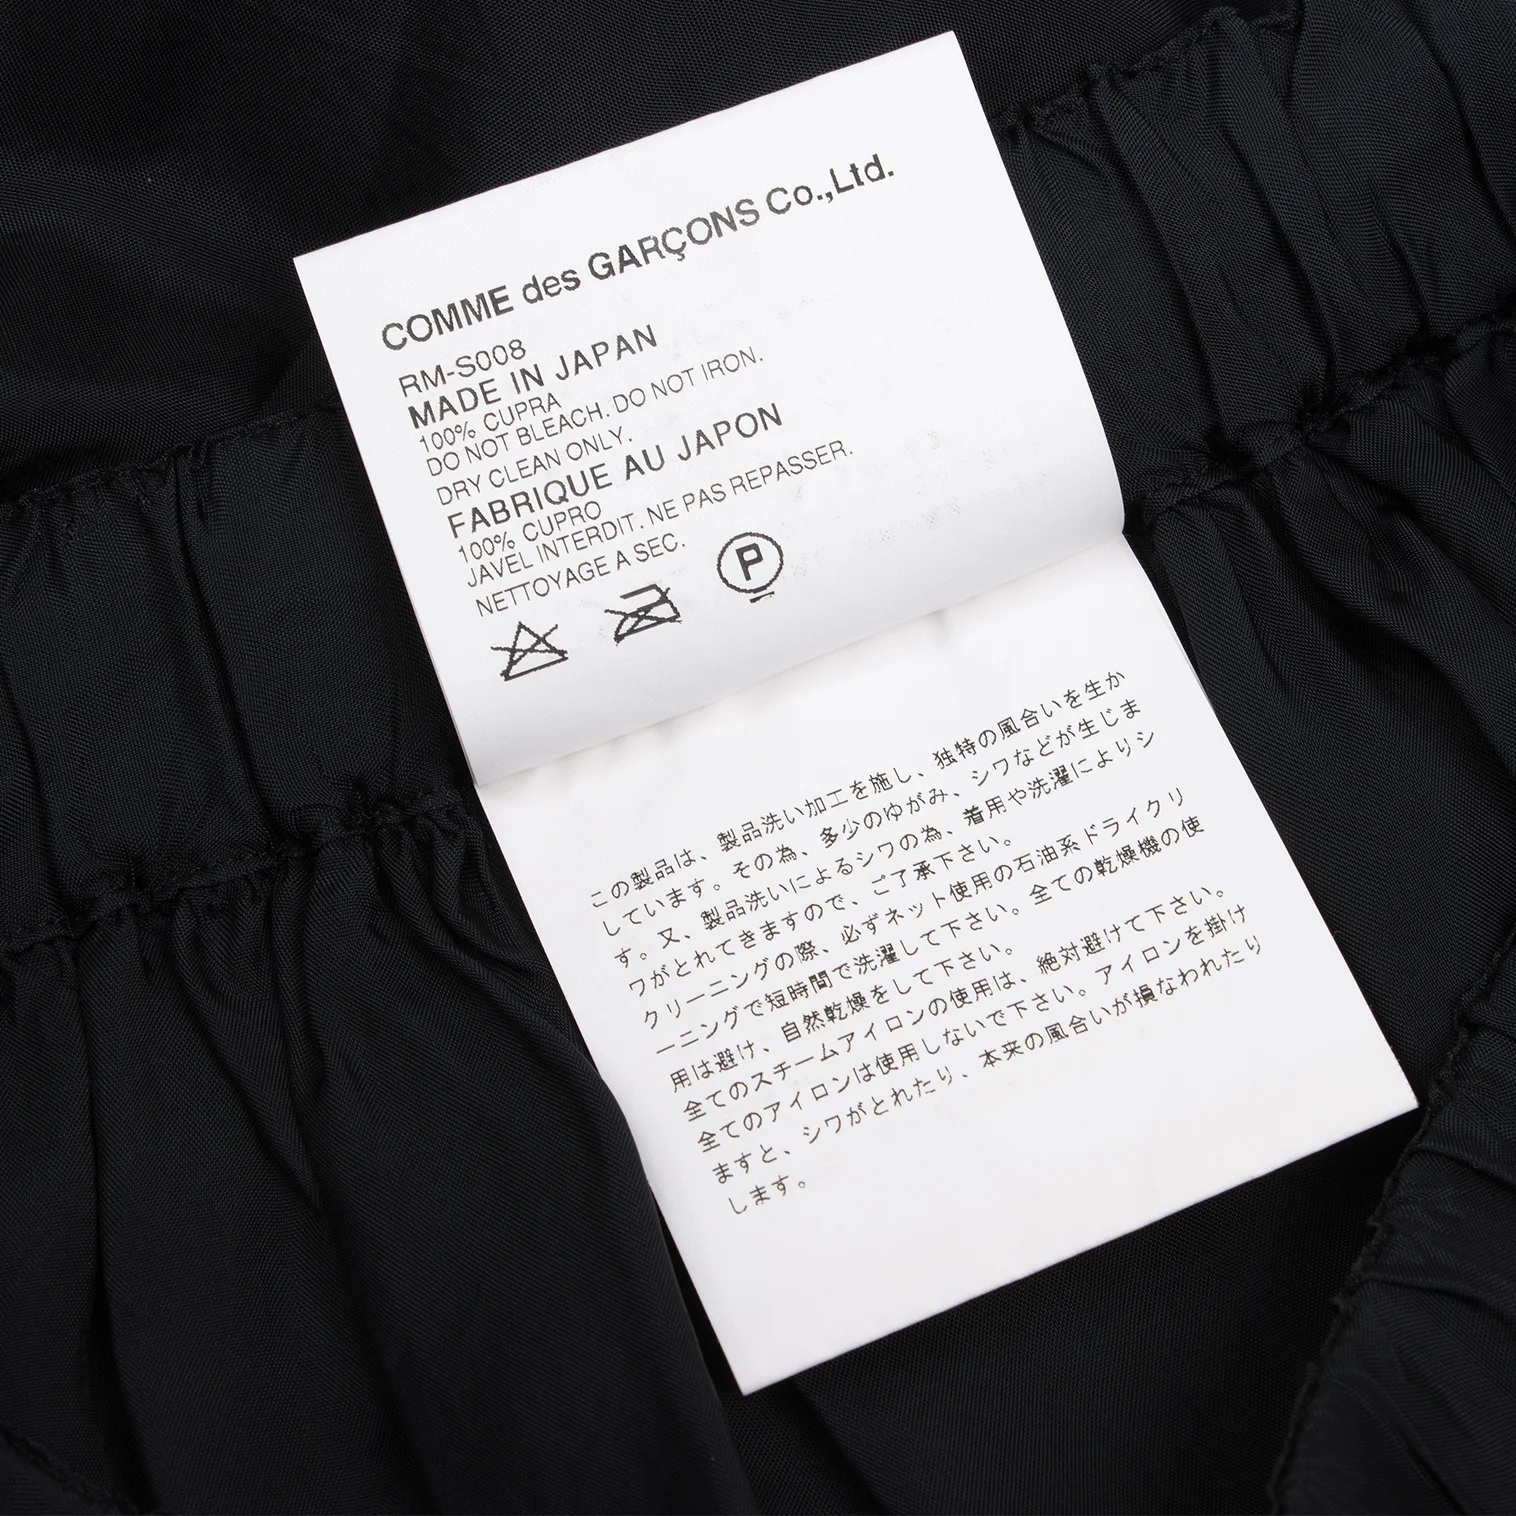 COMME des GARÇONS Co.,Ltd.
RM-S008
MADE IN JAPAN
100% CUPRA
DO NOT BLEACH. DO NOT IRON.
DRY CLEAN ONLY.
FABRIQUE AU JAPON
100% CUPRO
JAVEL INTERDIT. NE PAS REPASSER.
NETTOYAGE A SEC.
P
この製品は、製品洗い加工を施し、独特の風合いを生か
しています。その為、多少のゆがみ、シワなどが生じま
す。又、製品洗いによるシワの為、着用や洗濯によりシ
ワがとれてきますので、ご了承下さい。
クリーニングの際、必ずネット使用の石油系ドライクリ
ーニングで短時間で洗濯して下さい。全ての乾燥機の使
用は避け、自然乾燥をして下さい。
全てのスチームアイロンの使用は、絶対避けて下さい。
全てのアイロンは使用しないで下さい。アイロンを掛け
ますと、シワがとれたり、本来の風合いが損なわれたり
します。